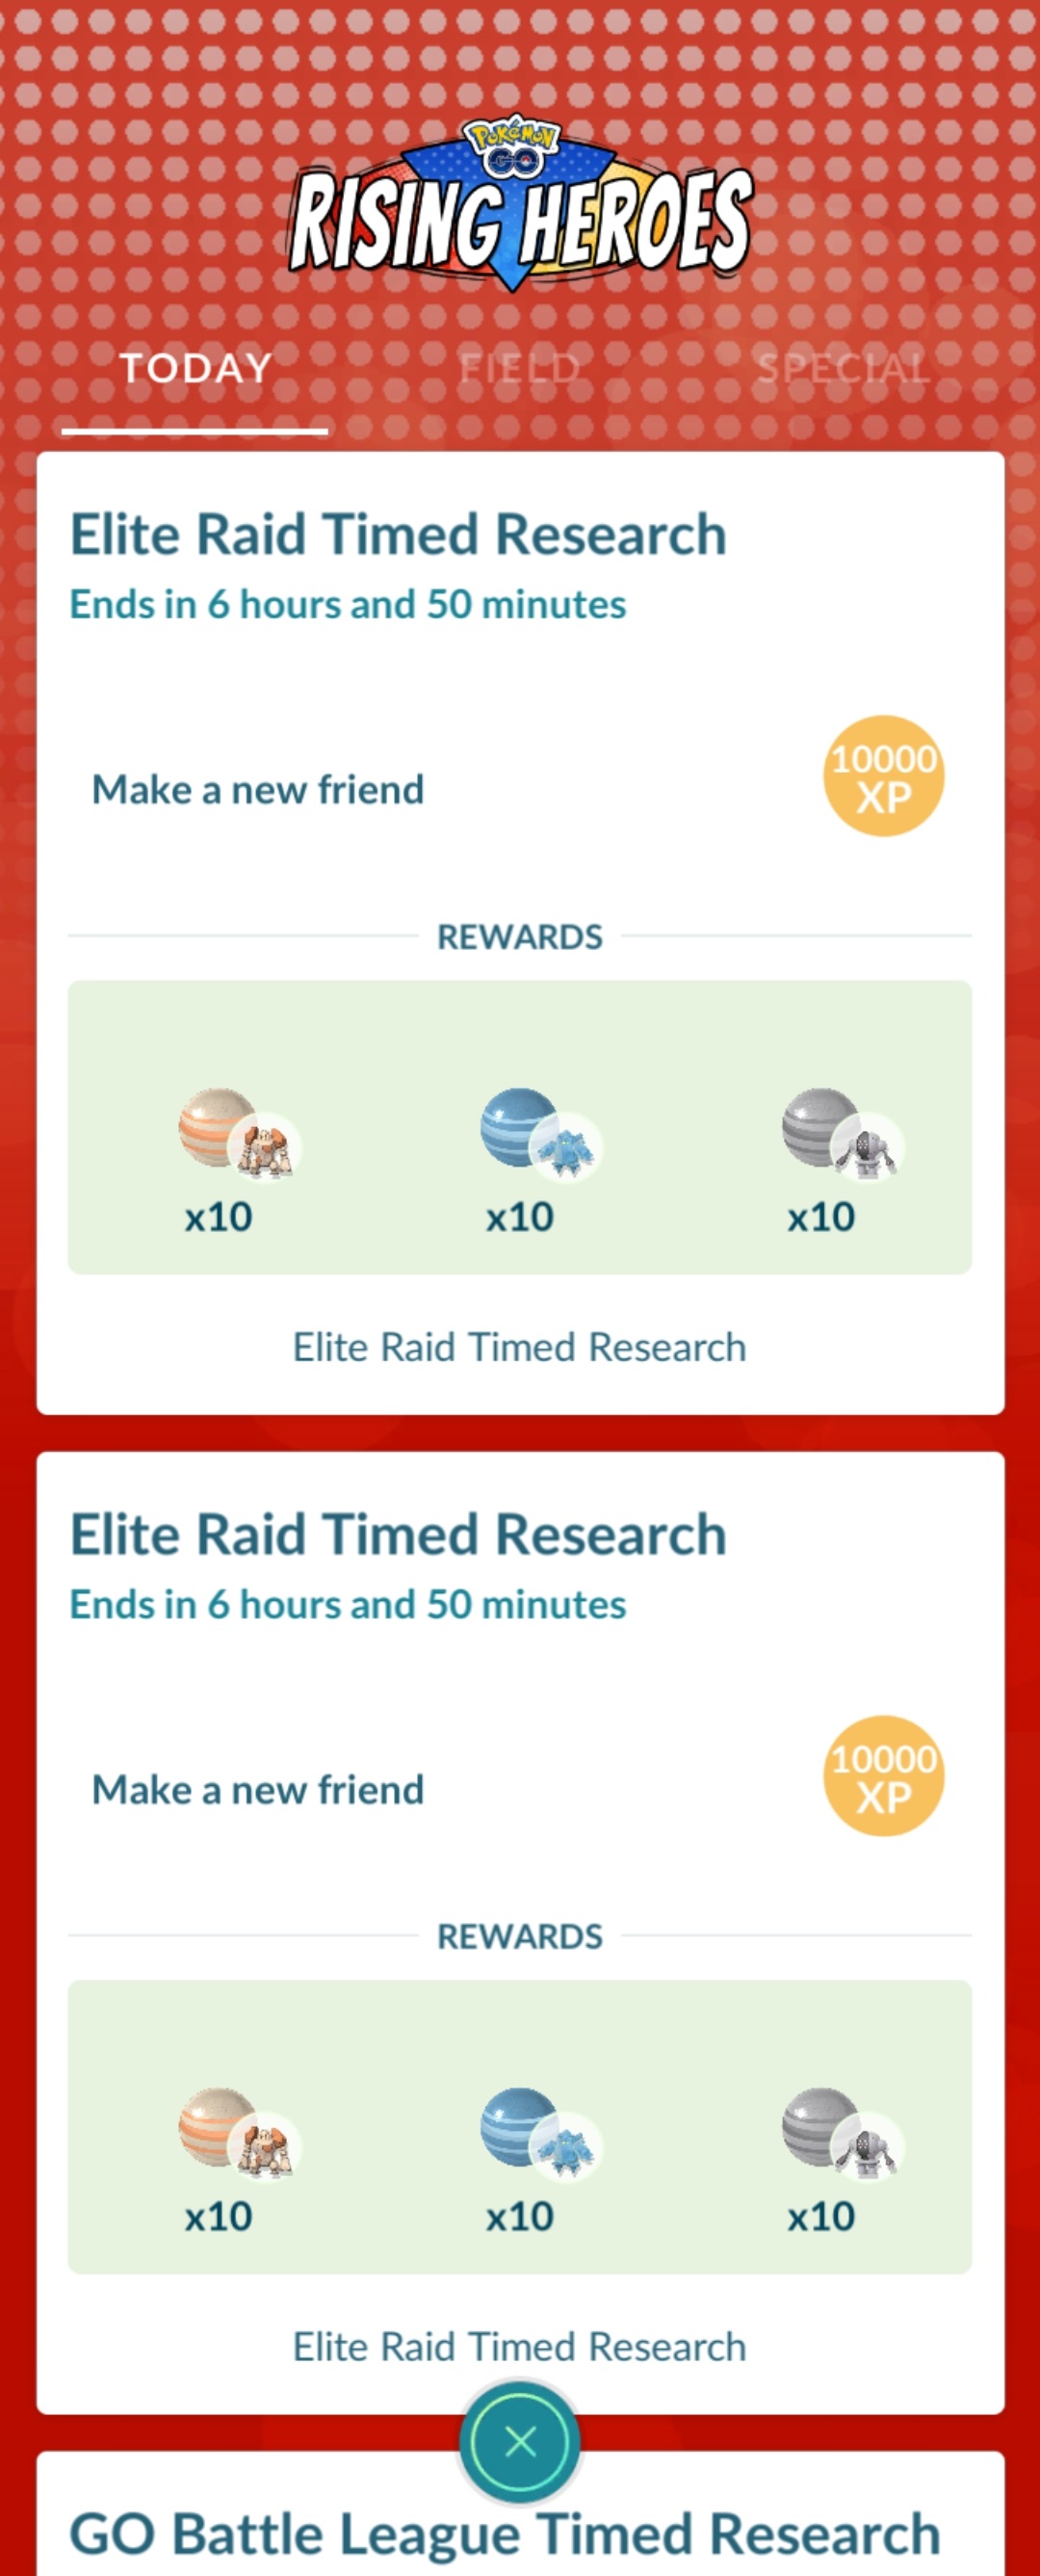 POKéMON
GO
RISING HEROES
TODAY
FIELD
SPECIAL
Elite Raid Timed Research
Ends in 6 hours and 50 minutes
Make a new friend
10000
XP
REWARDS
x10
x10
x10
Elite Raid Timed Research
Elite Raid Timed Research
Ends in 6 hours and 50 minutes
Make a new friend
10000
XP
REWARDS
x10
x10
x10
Elite Raid Timed Research
GO Battle League Timed Research